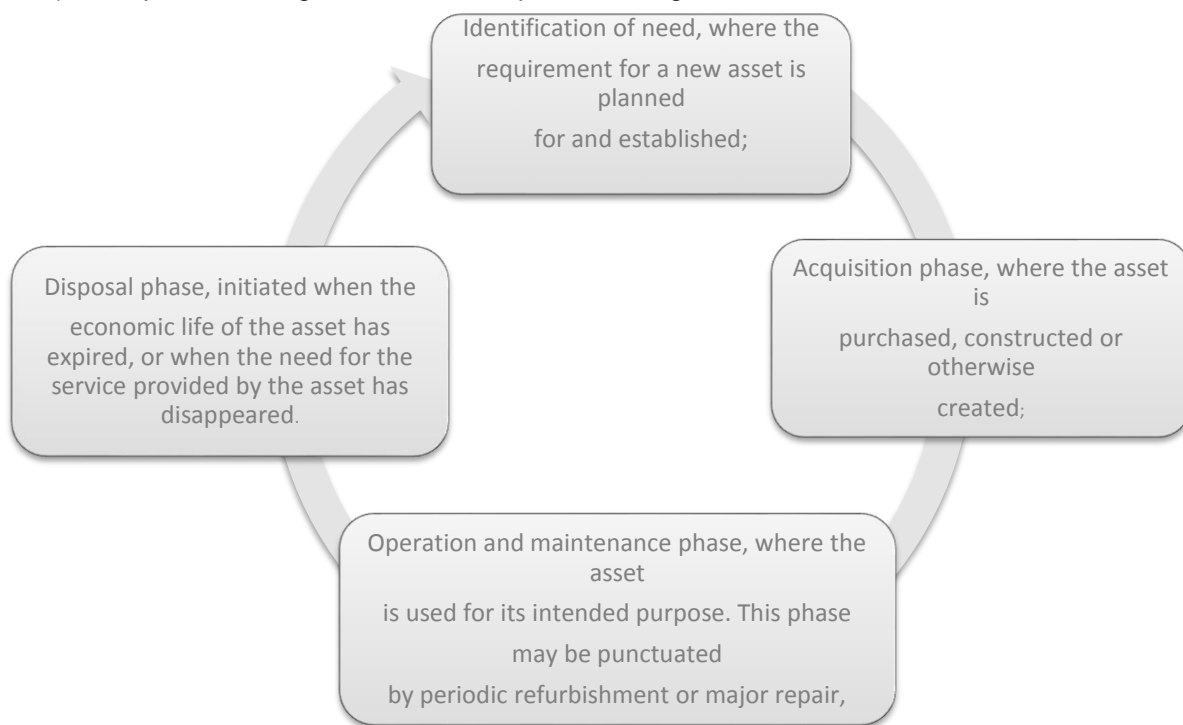 Identification of need, where the
requirement for a new asset is
planned
for and established;
Acquisition phase, where the asset
is
purchased, constructed or
otherwise
created;
Operation and maintenance phase, where the
asset
is used for its intended purpose. This phase
may be punctuated
by periodic refurbishment or major repair,
Disposal phase, initiated when the
economic life of the asset has
expired, or when the need for the
service provided by the asset has
disappeared.